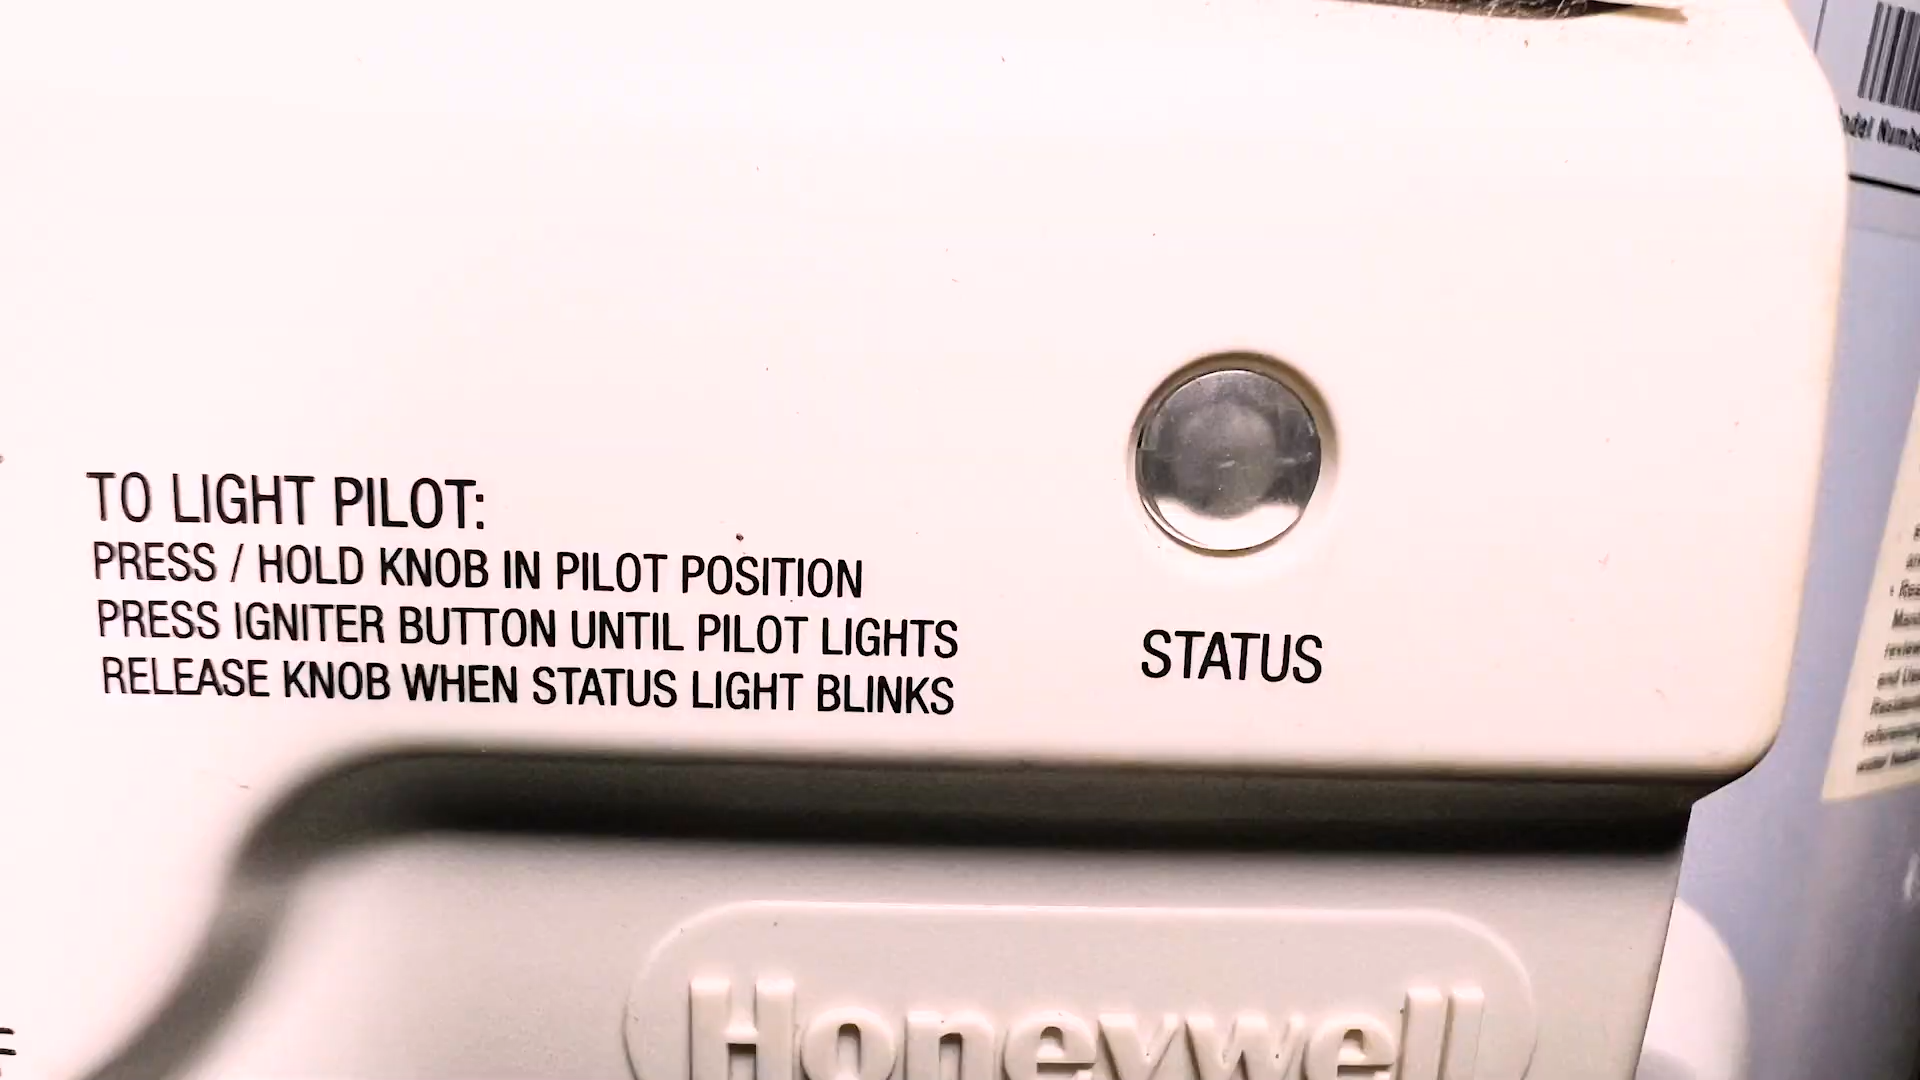 TO LIGHT PILOT:
PRESS / HOLD KNOB IN PILOT POSITION
PRESS IGNITER BUTTON UNTIL PILOT LIGHTS
RELEASE KNOB WHEN STATUS LIGHT BLINKS
STATUS
Honeywell